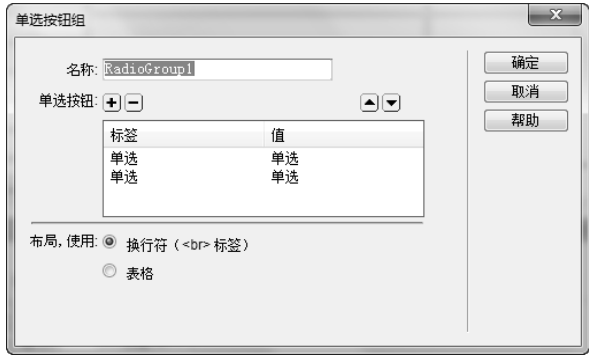 单选按钮组
名称: RadioGroup1
单选按钮:
标签 值
单选 单选
单选 单选
布局,使用: 换行符 (<br> 标签)
表格
确定
取消
帮助